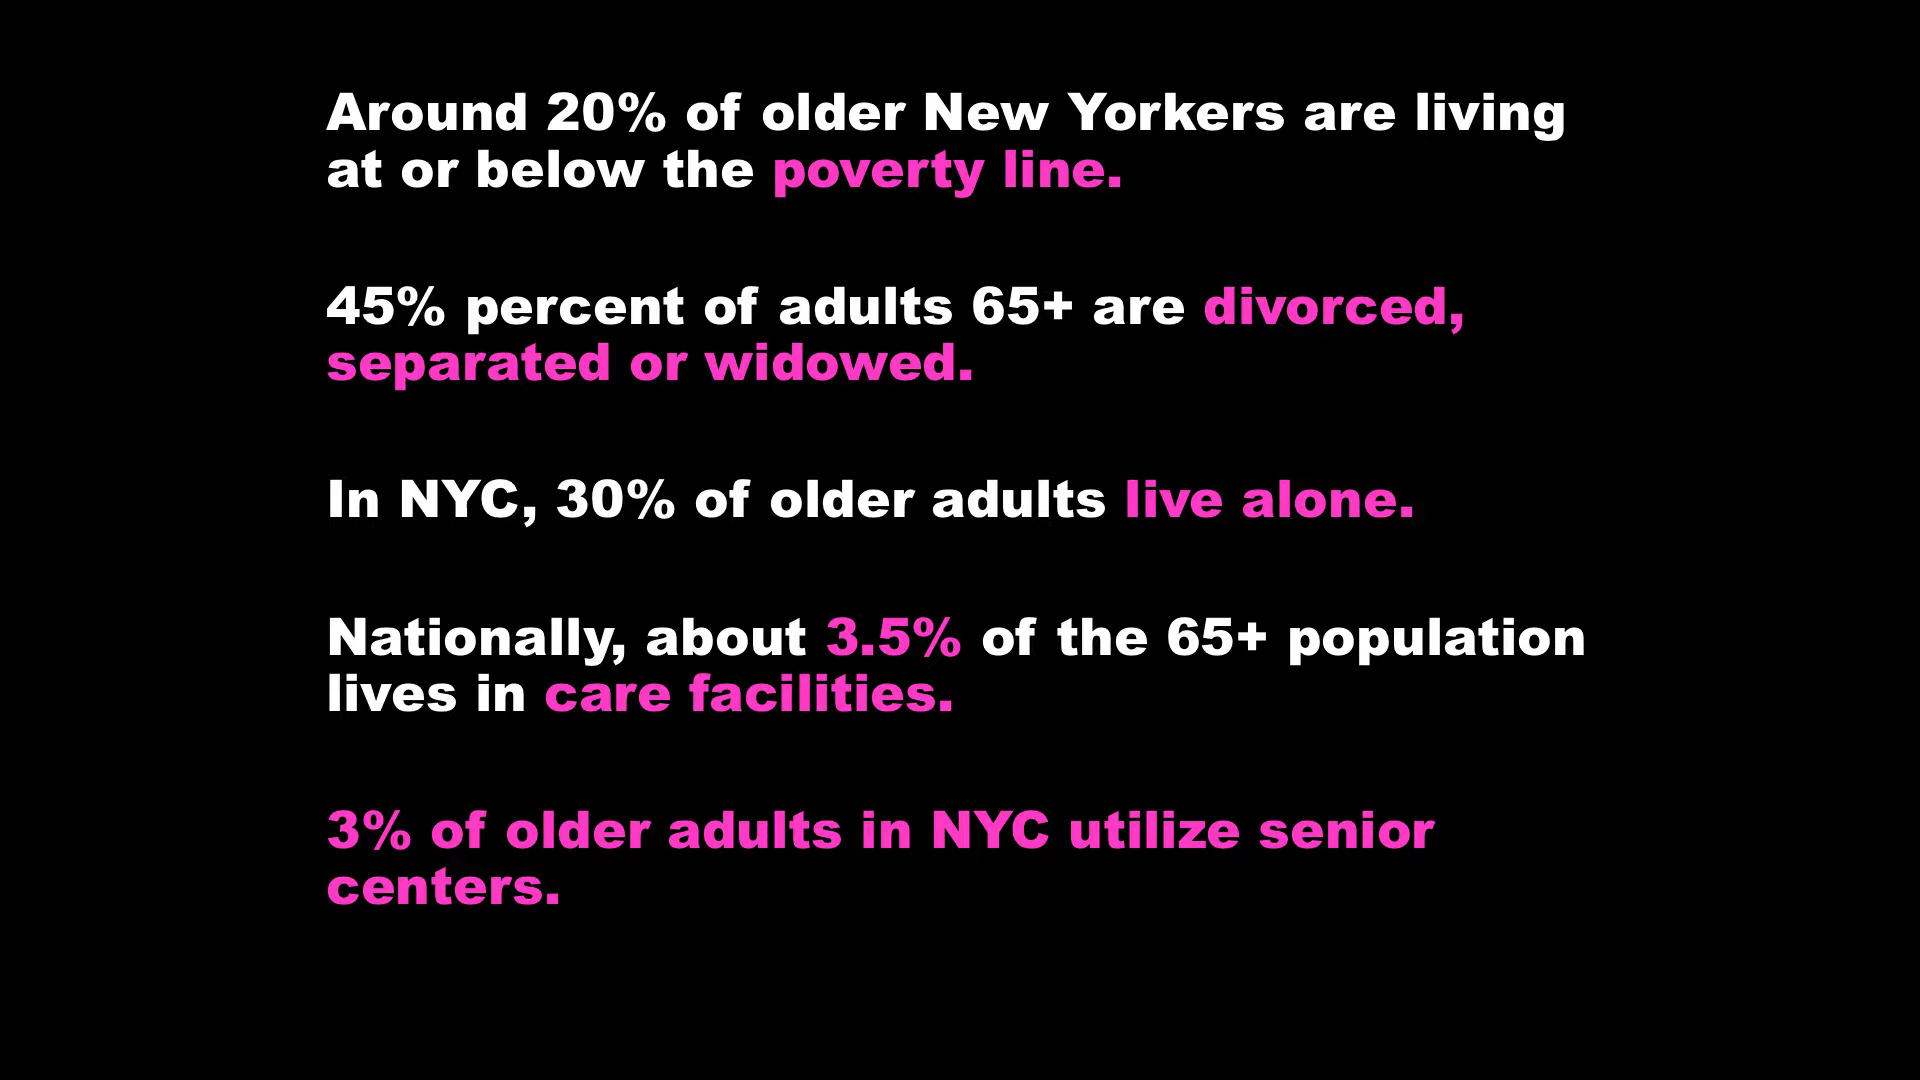 Around 20% of older New Yorkers are living
at or below the poverty line.
45% percent of adults 65+ are divorced,
separated or widowed.
In NYC, 30% of older adults live alone.
Nationally, about 3.5% of the 65+ population
lives in care facilities.
3% of older adults in NYC utilize senior
centers.